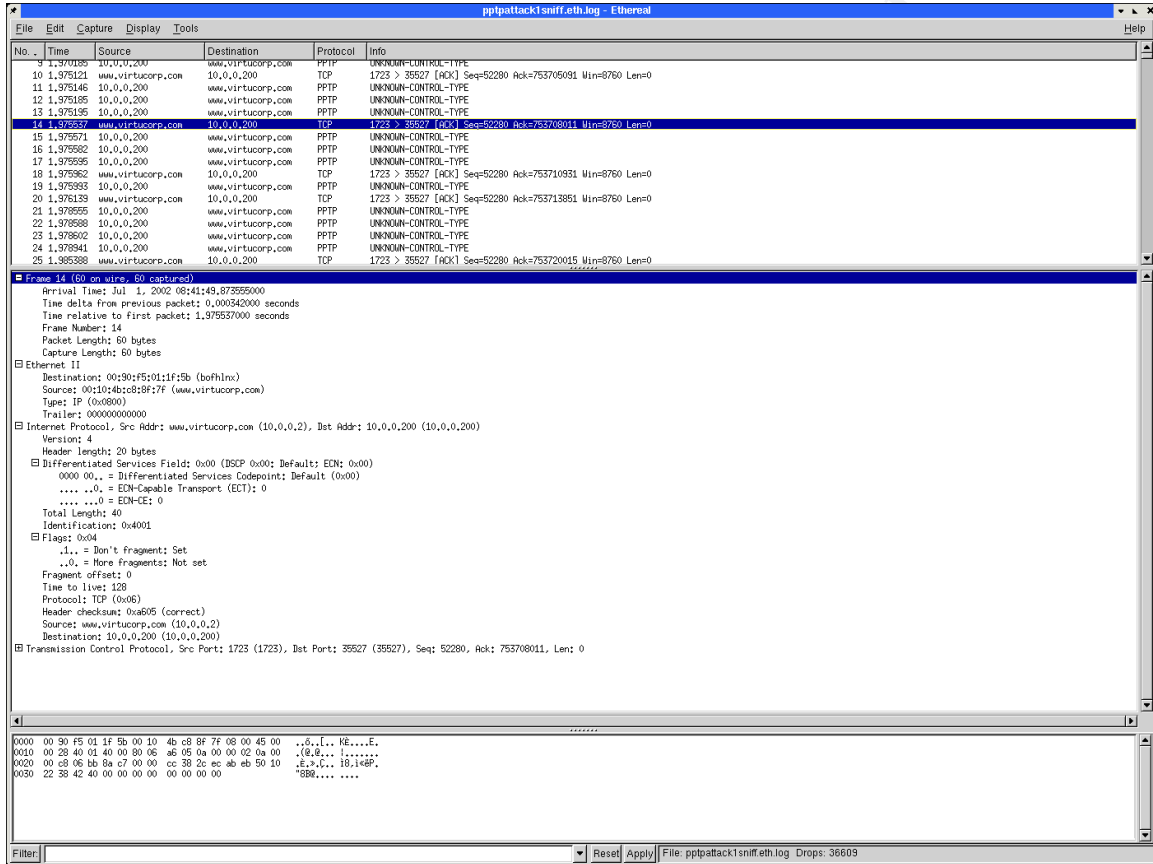 pptpattack1sniff.eth.log - Ethereal
File Edit Capture Display Tools Help
No. . Time Source Destination Protocol Info
9 1.970185 10.0.0.200 www.virtucorp.com PPTP UNKNOWN-CONTROL-TYPE
10 1.975121 www.virtucorp.com 10.0.0.200 TCP 1723 > 35527 [ACK] Seq=52280 Ack=753705091 Win=8760 Len=0
11 1.975146 10.0.0.200 www.virtucorp.com PPTP UNKNOWN-CONTROL-TYPE
12 1.975185 10.0.0.200 www.virtucorp.com PPTP UNKNOWN-CONTROL-TYPE
13 1.975195 10.0.0.200 www.virtucorp.com PPTP UNKNOWN-CONTROL-TYPE
14 1.975537 www.virtucorp.com 10.0.0.200 TCP 1723 > 35527 [ACK] Seq=52280 Ack=753708011 Win=8760 Len=0
15 1.975571 10.0.0.200 www.virtucorp.com PPTP UNKNOWN-CONTROL-TYPE
16 1.975582 10.0.0.200 www.virtucorp.com PPTP UNKNOWN-CONTROL-TYPE
17 1.975595 10.0.0.200 www.virtucorp.com PPTP UNKNOWN-CONTROL-TYPE
18 1.975962 www.virtucorp.com 10.0.0.200 TCP 1723 > 35527 [ACK] Seq=52280 Ack=753710931 Win=8760 Len=0
19 1.975993 10.0.0.200 www.virtucorp.com PPTP UNKNOWN-CONTROL-TYPE
20 1.976139 www.virtucorp.com 10.0.0.200 TCP 1723 > 35527 [ACK] Seq=52280 Ack=753713851 Win=8760 Len=0
21 1.978555 10.0.0.200 www.virtucorp.com PPTP UNKNOWN-CONTROL-TYPE
22 1.978588 10.0.0.200 www.virtucorp.com PPTP UNKNOWN-CONTROL-TYPE
23 1.978602 10.0.0.200 www.virtucorp.com PPTP UNKNOWN-CONTROL-TYPE
24 1.978941 10.0.0.200 www.virtucorp.com PPTP UNKNOWN-CONTROL-TYPE
25 1.985388 www.virtucorp.com 10.0.0.200 TCP 1723 > 35527 [ACK] Seq=52280 Ack=753720015 Win=8760 Len=0
Frame 14 (60 on wire, 60 captured)
Arrival Time: Jul 1, 2002 08:41:49.873555000
Time delta from previous packet: 0.000342000 seconds
Time relative to first packet: 1.975537000 seconds
Frame Number: 14
Packet Length: 60 bytes
Capture Length: 60 bytes
Ethernet II
Destination: 00:90:f5:01:1f:5b (bofhlnx)
Source: 00:10:4b:c8:8f:7f (www.virtucorp.com)
Type: IP (0x0800)
Trailer: 000000000000
Internet Protocol, Src Addr: www.virtucorp.com (10.0.0.2), Dst Addr: 10.0.0.200 (10.0.0.200)
Version: 4
Header length: 20 bytes
Differentiated Services Field: 0x00 (DSCP 0x00: Default; ECN: 0x00)
0000 00.. = Differentiated Services Codepoint: Default (0x00)
.... ..0. = ECN-Capable Transport (ECT): 0
.... ...0 = ECN-CE: 0
Total Length: 40
Identification: 0x4001
Flags: 0x04
.1.. = Don't fragment: Set
..0. = More fragments: Not set
Fragment offset: 0
Time to live: 128
Protocol: TCP (0x06)
Header checksum: 0xa605 (correct)
Source: www.virtucorp.com (10.0.0.2)
Destination: 10.0.0.200 (10.0.0.200)
Transmission Control Protocol, Src Port: 1723 (1723), Dst Port: 35527 (35527), Seq: 52280, Ack: 753708011, Len: 0
0000 00 90 f5 01 1f 5b 00 10 4b c8 8f 7f 08 00 45 00 ..õ..[.. KÈ....E.
0010 00 28 40 01 40 00 80 06 a6 05 0a 00 00 02 0a 00 .(@.@... ¦.......
0020 00 c8 06 bb 8a c7 00 00 cc 38 2c ec ab eb 50 10 .È.».Ç.. Ì8,ì«ëP.
0030 22 38 42 40 00 00 00 00 00 00 00 00 "8B@.... ....
Filter: Reset Apply File: pptpattack1sniff.eth.log Drops: 36609